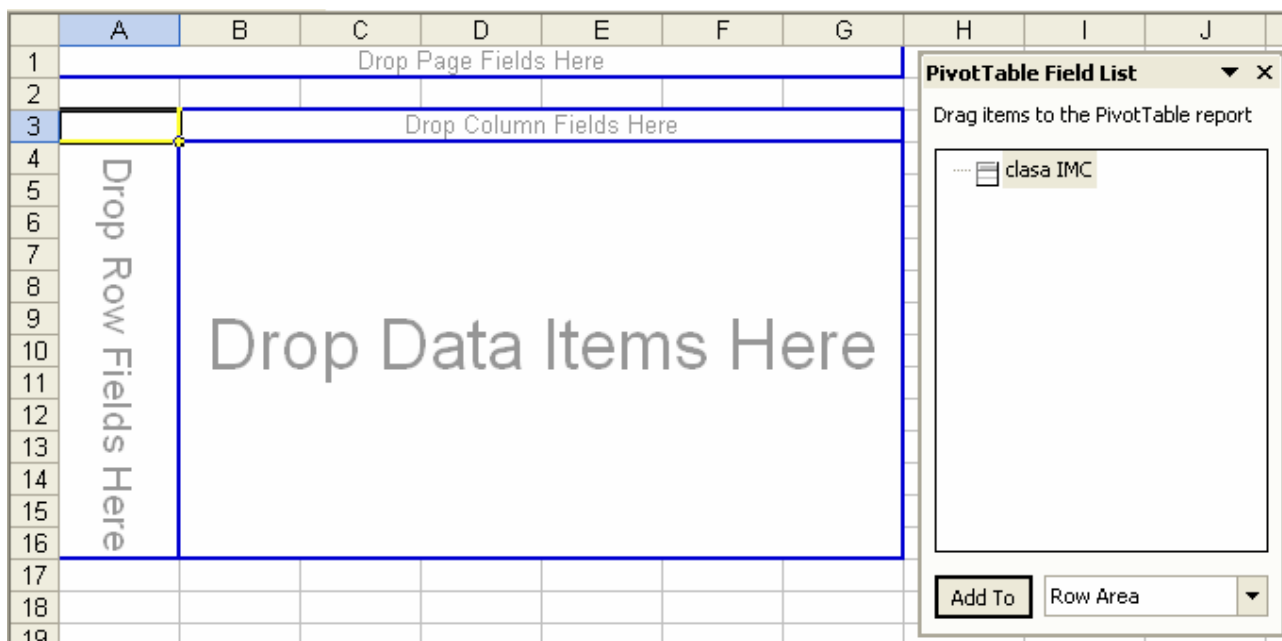 A B C D E F G H I J
1 Drop Page Fields Here
PivotTable Field List
2
3 Drop Column Fields Here
Drag items to the PivotTable report
4
clasa IMC
5
6
7
8
9
10
11
12
13
14
15
16
Drop Row Fields Here
Drop Data Items Here
17
18
Add To Row Area
19